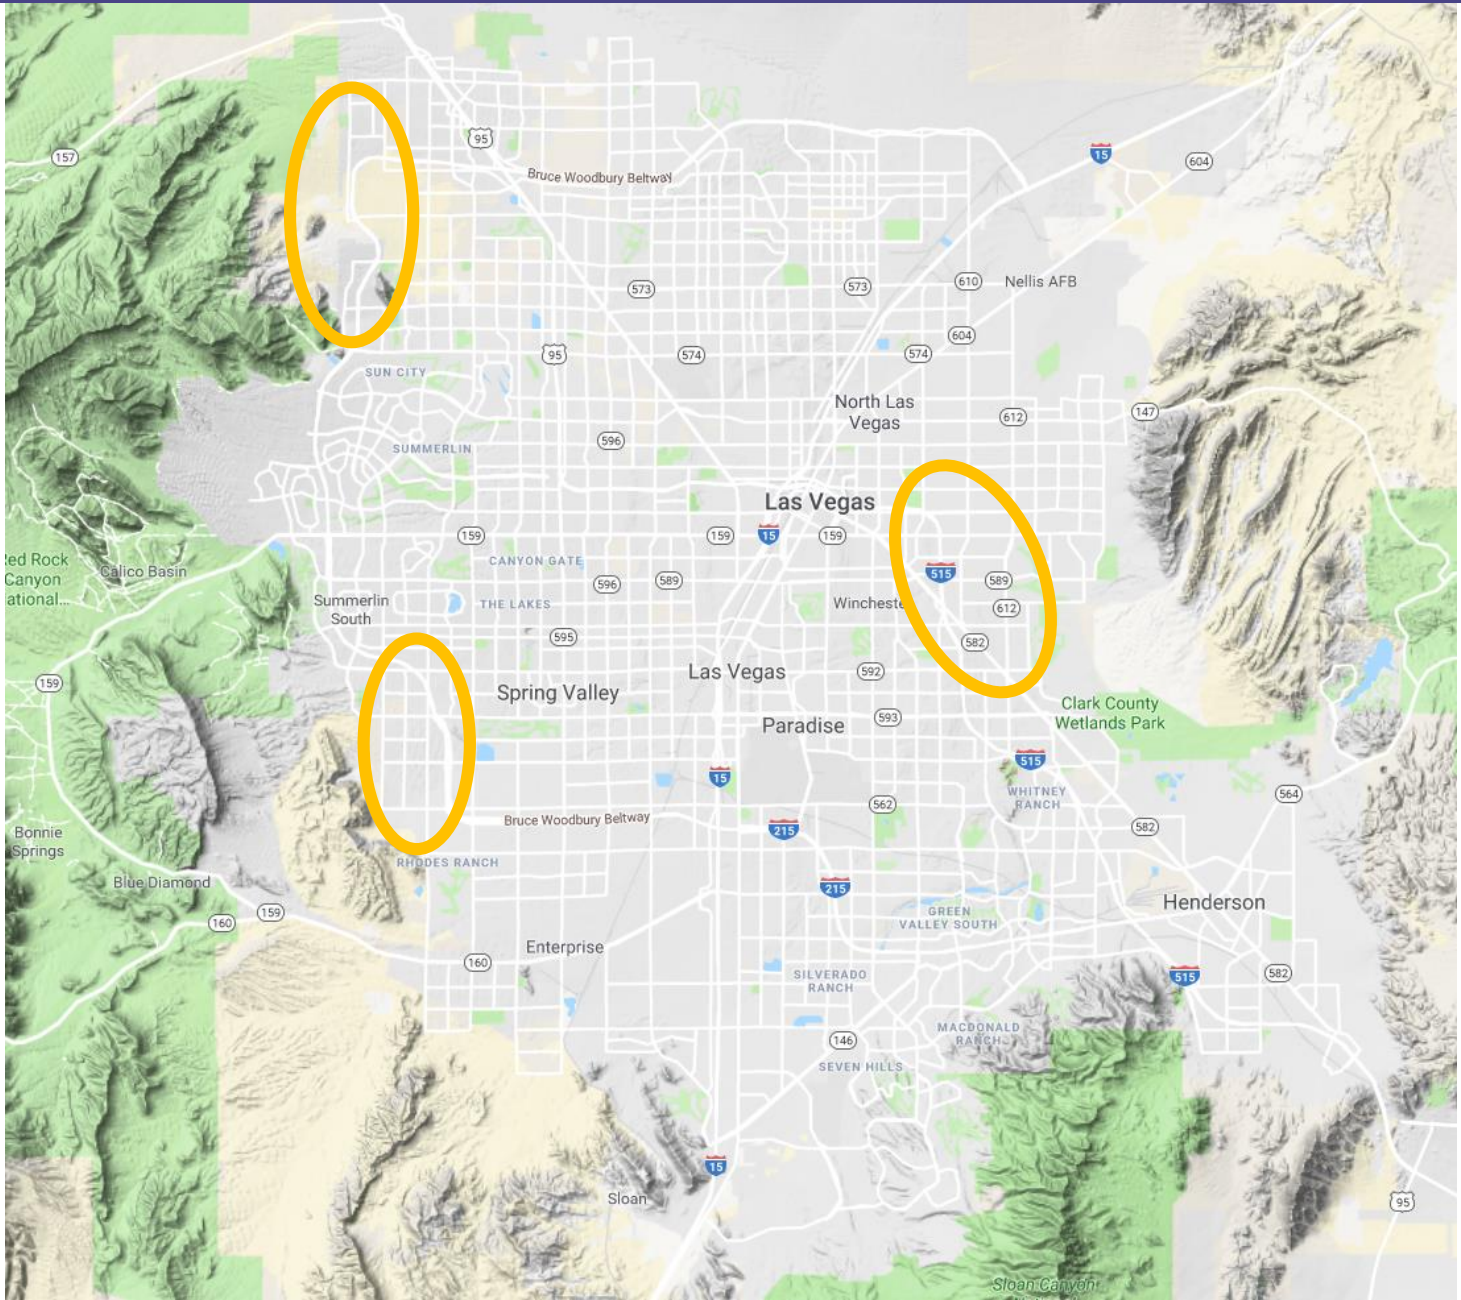 95
157
Bruce Woodbury Beltway
15
604
573
573
610
Nellis AFB
604
95
574
574
SUN CITY
North Las
Vegas
612
147
596
SUMMERLIN
Las Vegas
159
159
15
159
ed Rock
Canyon
ational...
Calico Basin
CANYON GATE
596
589
515
589
Summerlin
South
THE LAKES
Wincheste
612
595
582
159
Spring Valley
Las Vegas
592
Clark County
Wetlands Park
Paradise
593
15
515
WHITNEY
RANCH
564
Bonnie
Springs
Bruce Woodbury Beltway
562
215
582
RHODES RANCH
Blue Diamond
215
160
159
GREEN
VALLEY SOUTH
Henderson
Enterprise
160
SILVERADO
RANCH
515
582
146
MACDONALD
RANCH
SEVEN HILLS
15
Sloan
95
Sloan Canyon